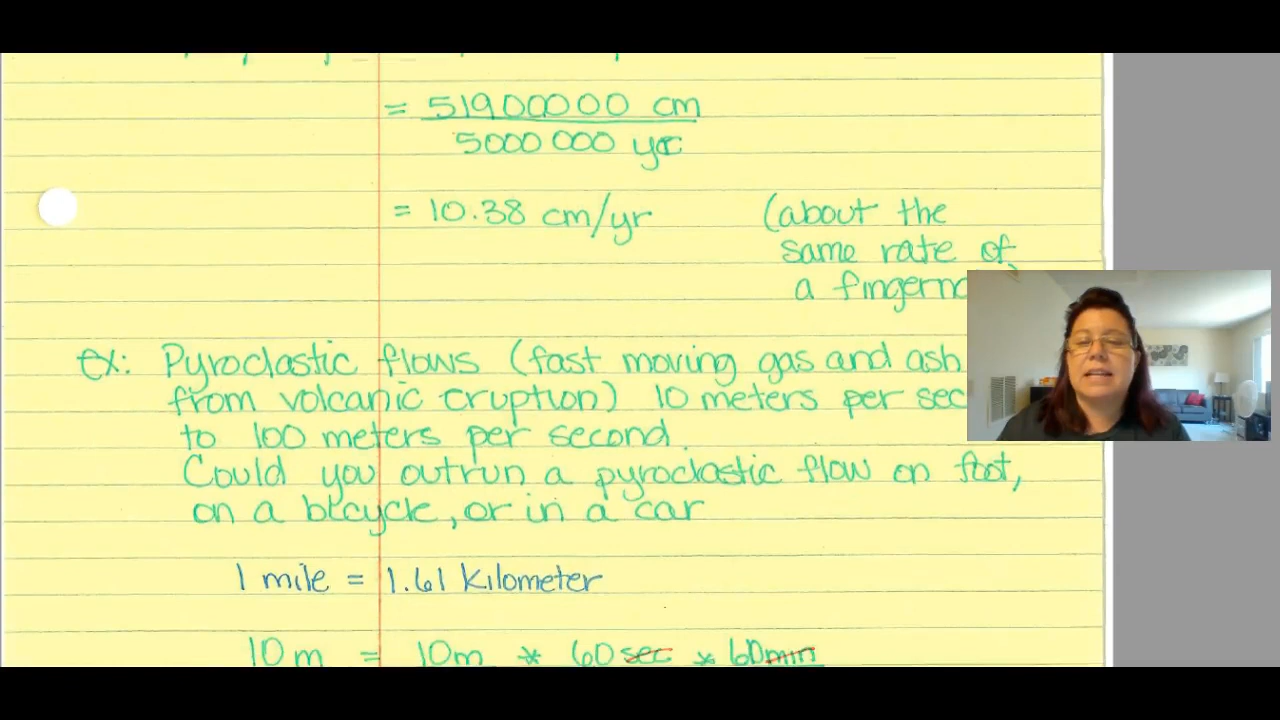 = 51900000 cm
5000 000 yr
= 10.38 cm/yr (about the
same rate of
a
ex: Pyroclastic flows (fast moving gas and ash
from volcanic eruption) 10 meters per sec
to 100 meters per second.
Could you outrun a pyroclastic flow on foot,
on a bicycle, or in a car
1 mile = 1.61 Kilometer
10 m = 10m * 60 sec * 60 min